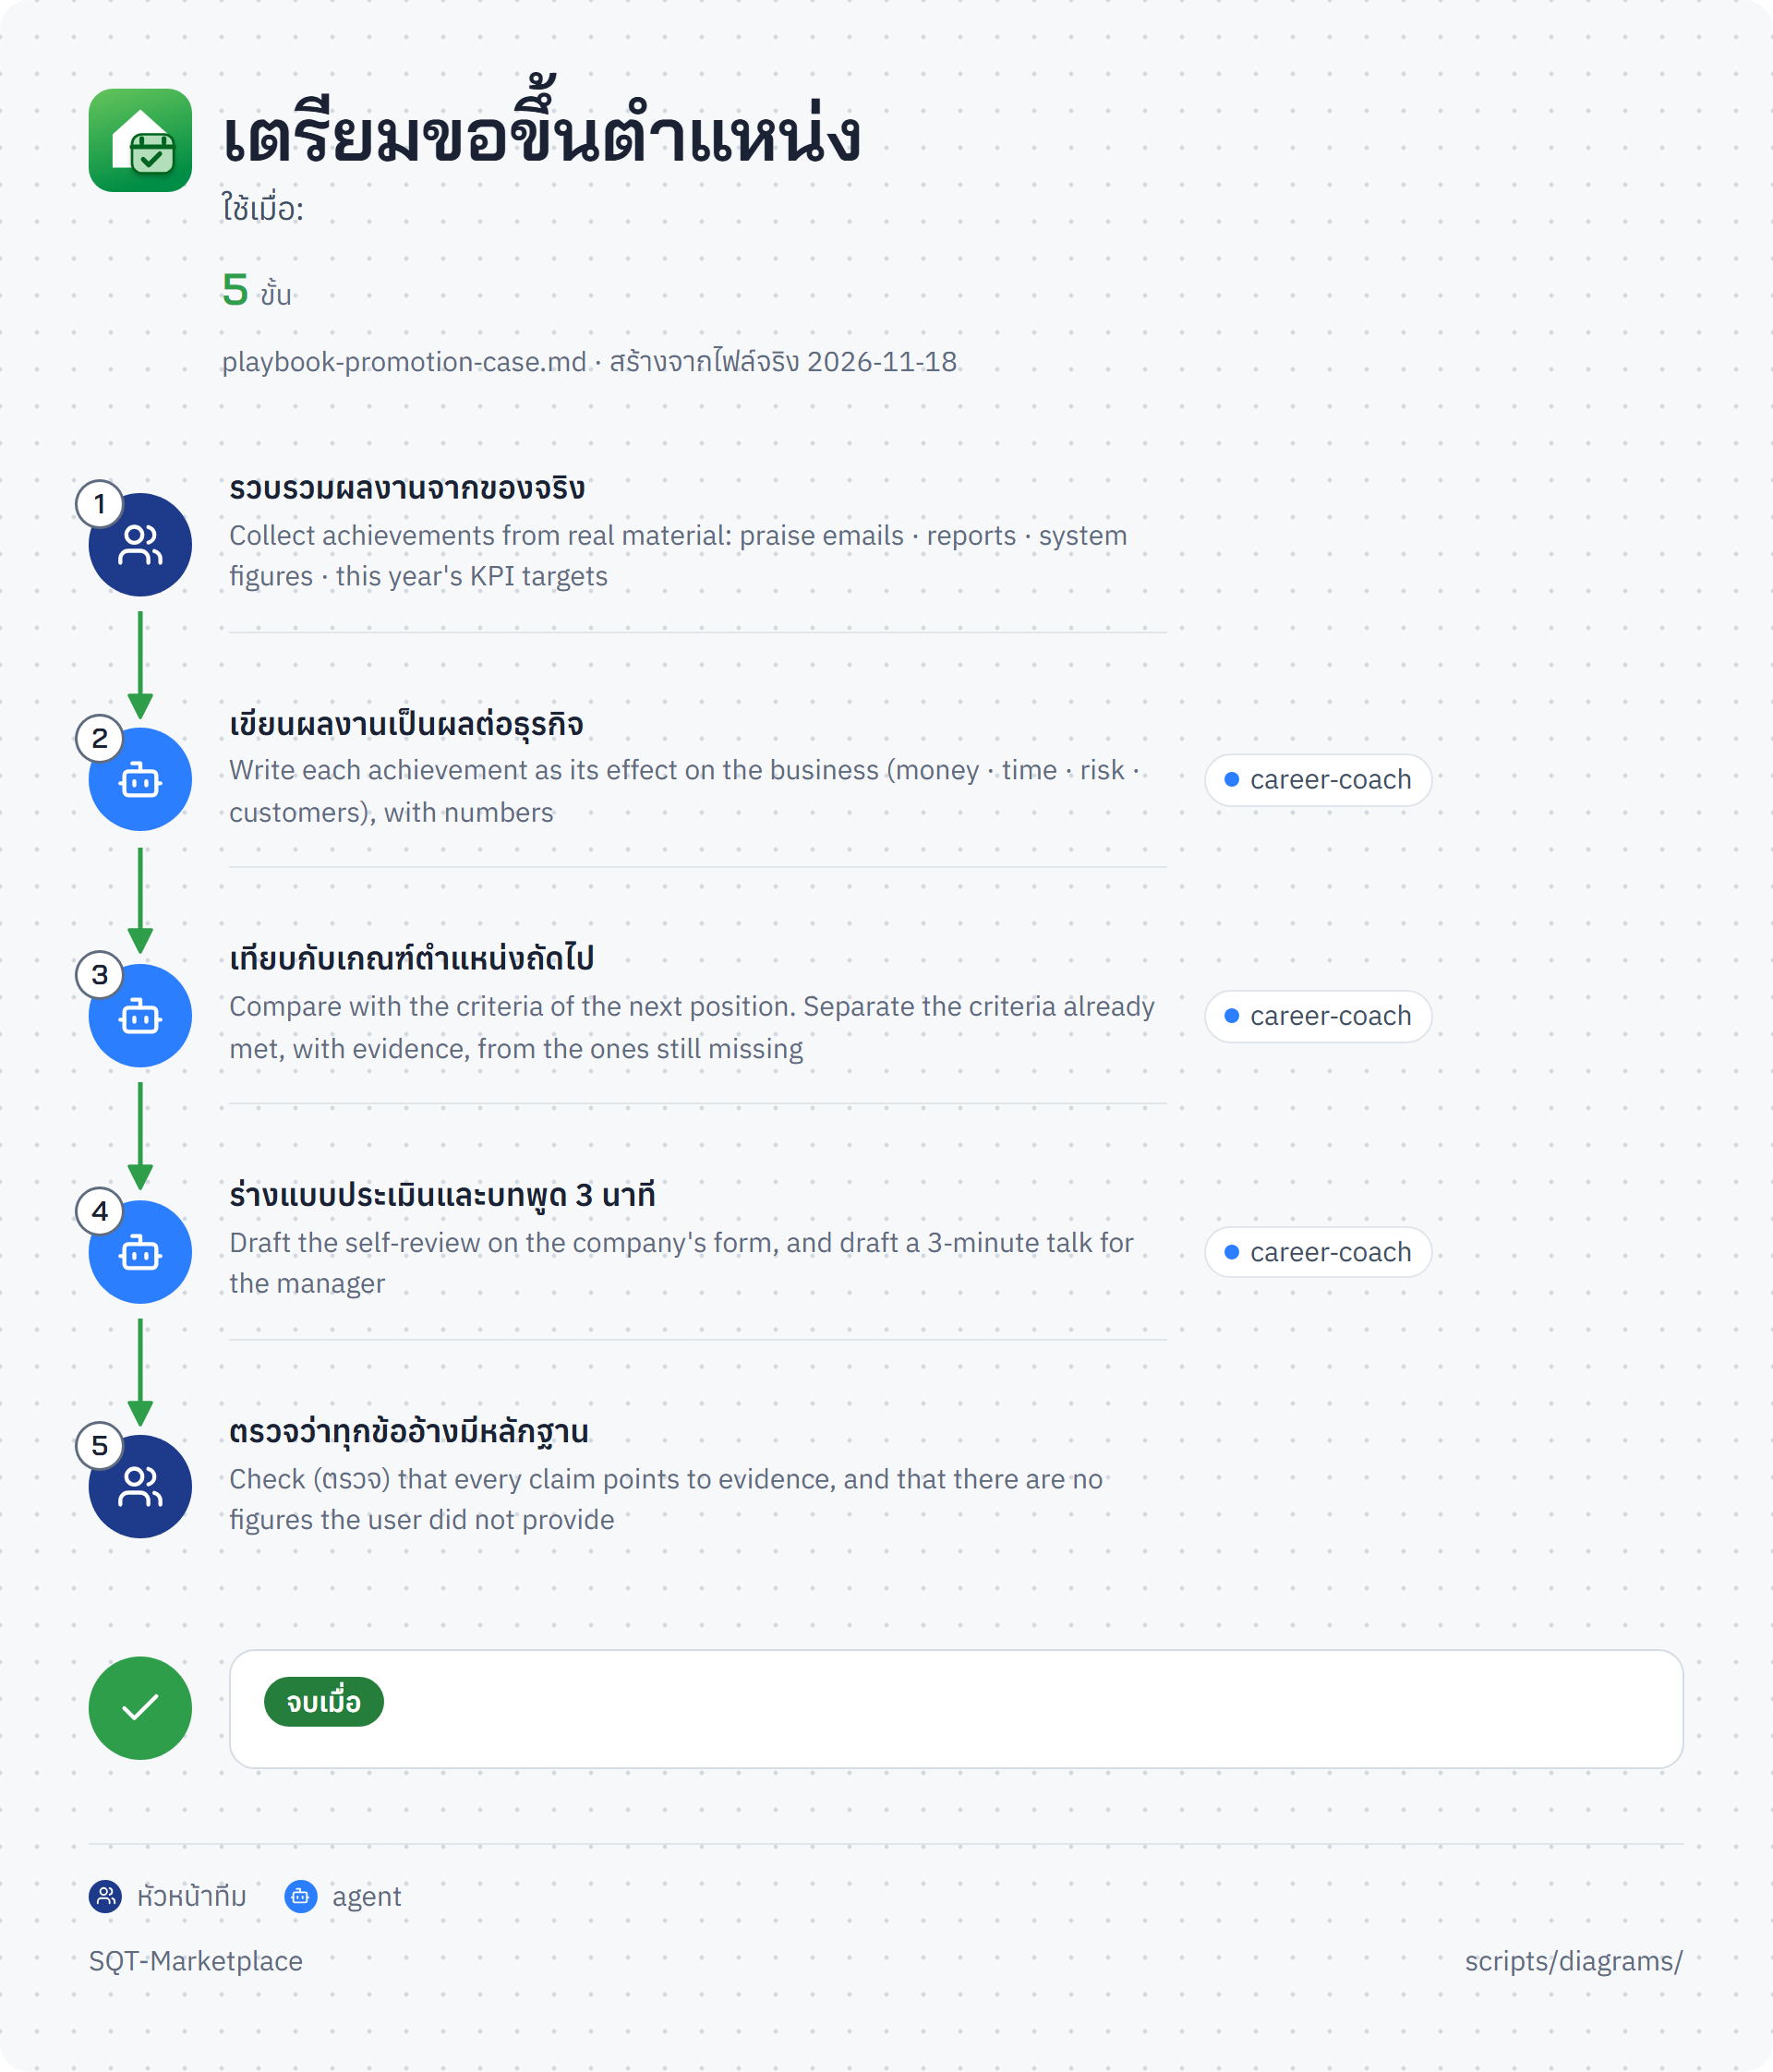 เตรียมขอขึ้นตำแหน่ง
ใช้เมื่อ:
5 ขั้น
playbook-promotion-case.md · สร้างจากไฟล์จริง 2026-11-18
1
รวบรวมผลงานจากของจริง
Collect achievements from real material: praise emails · reports · system
figures · this year's KPI targets
2
เขียนผลงานเป็นผลต่อธุรกิจ
Write each achievement as its effect on the business (money · time · risk ·
customers), with numbers
career-coach
3
เทียบกับเกณฑ์ตำแหน่งถัดไป
Compare with the criteria of the next position. Separate the criteria already
met, with evidence, from the ones still missing
career-coach
4
ร่างแบบประเมินและบทพูด 3 นาที
Draft the self-review on the company's form, and draft a 3-minute talk for
the manager
career-coach
5
ตรวจว่าทุกข้ออ้างมีหลักฐาน
Check (ตรวจ) that every claim points to evidence, and that there are no
figures the user did not provide
จบเมื่อ
หัวหน้าทีม agent
SQT-Marketplace scripts/diagrams/